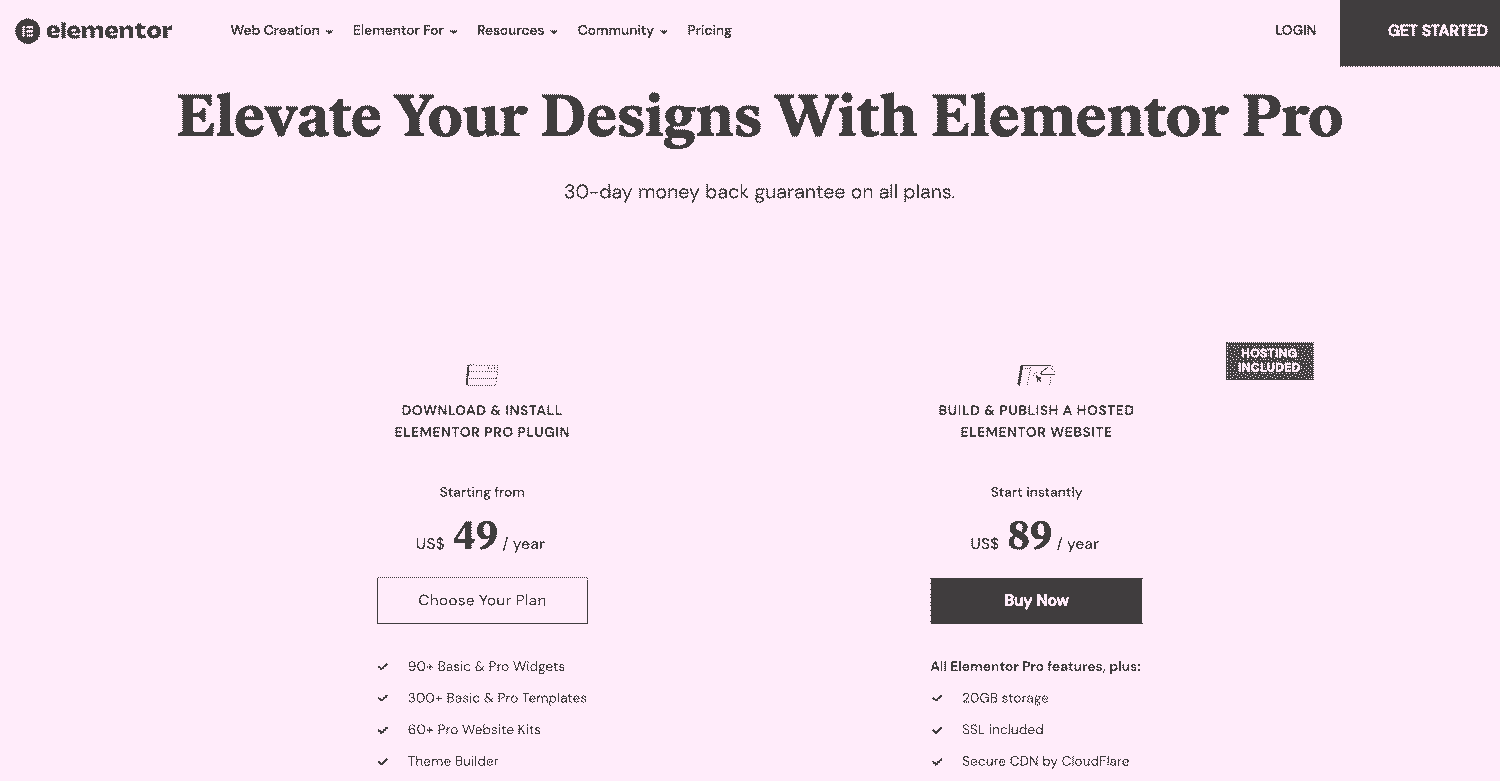 elementor
Web Creation
Elementor For
Resources
Community
Pricing
LOGIN
GET STARTED
Elevate Your Designs With Elementor Pro
30-day money back guarantee on all plans.
DOWNLOAD & INSTALL
ELEMENTOR PRO PLUGIN
Starting from
US$ 49 / year
Choose Your Plan
90+ Basic & Pro Widgets
300+ Basic & Pro Templates
60+ Pro Website Kits
Theme Builder
HOSTING
INCLUDED
BUILD & PUBLISH A HOSTED
ELEMENTOR WEBSITE
Start instantly
US$ 89 / year
Buy Now
All Elementor Pro features, plus:
20GB storage
SSL included
Secure CDN by CloudFlare